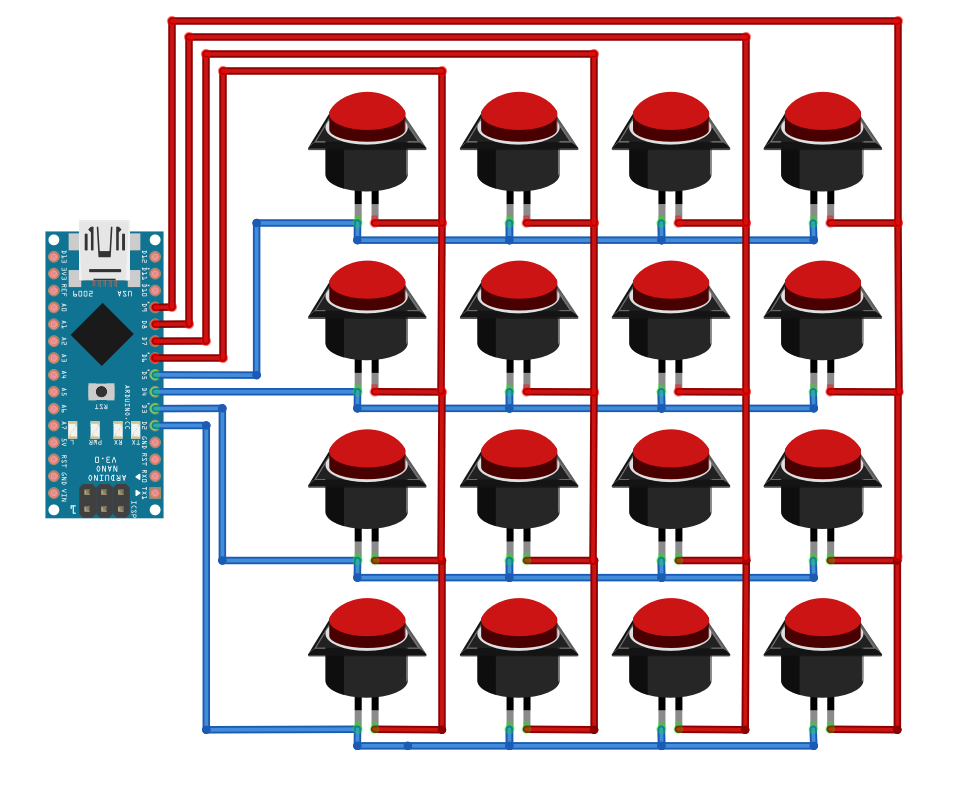 D13
3V3
REF
A0
A1
A2
A3
A4
A5
A6
A7
5V
RST
GND
VIN
D12
D11
D10
D9
D8
D7
D6
D5
D4
D3
D2
GND
RST
RX0
TX1
USA
2009
RST
ARDUINO.CC
TX
RX
PWR
L
ARDUINO
NANO
V3.0
ICSP
1